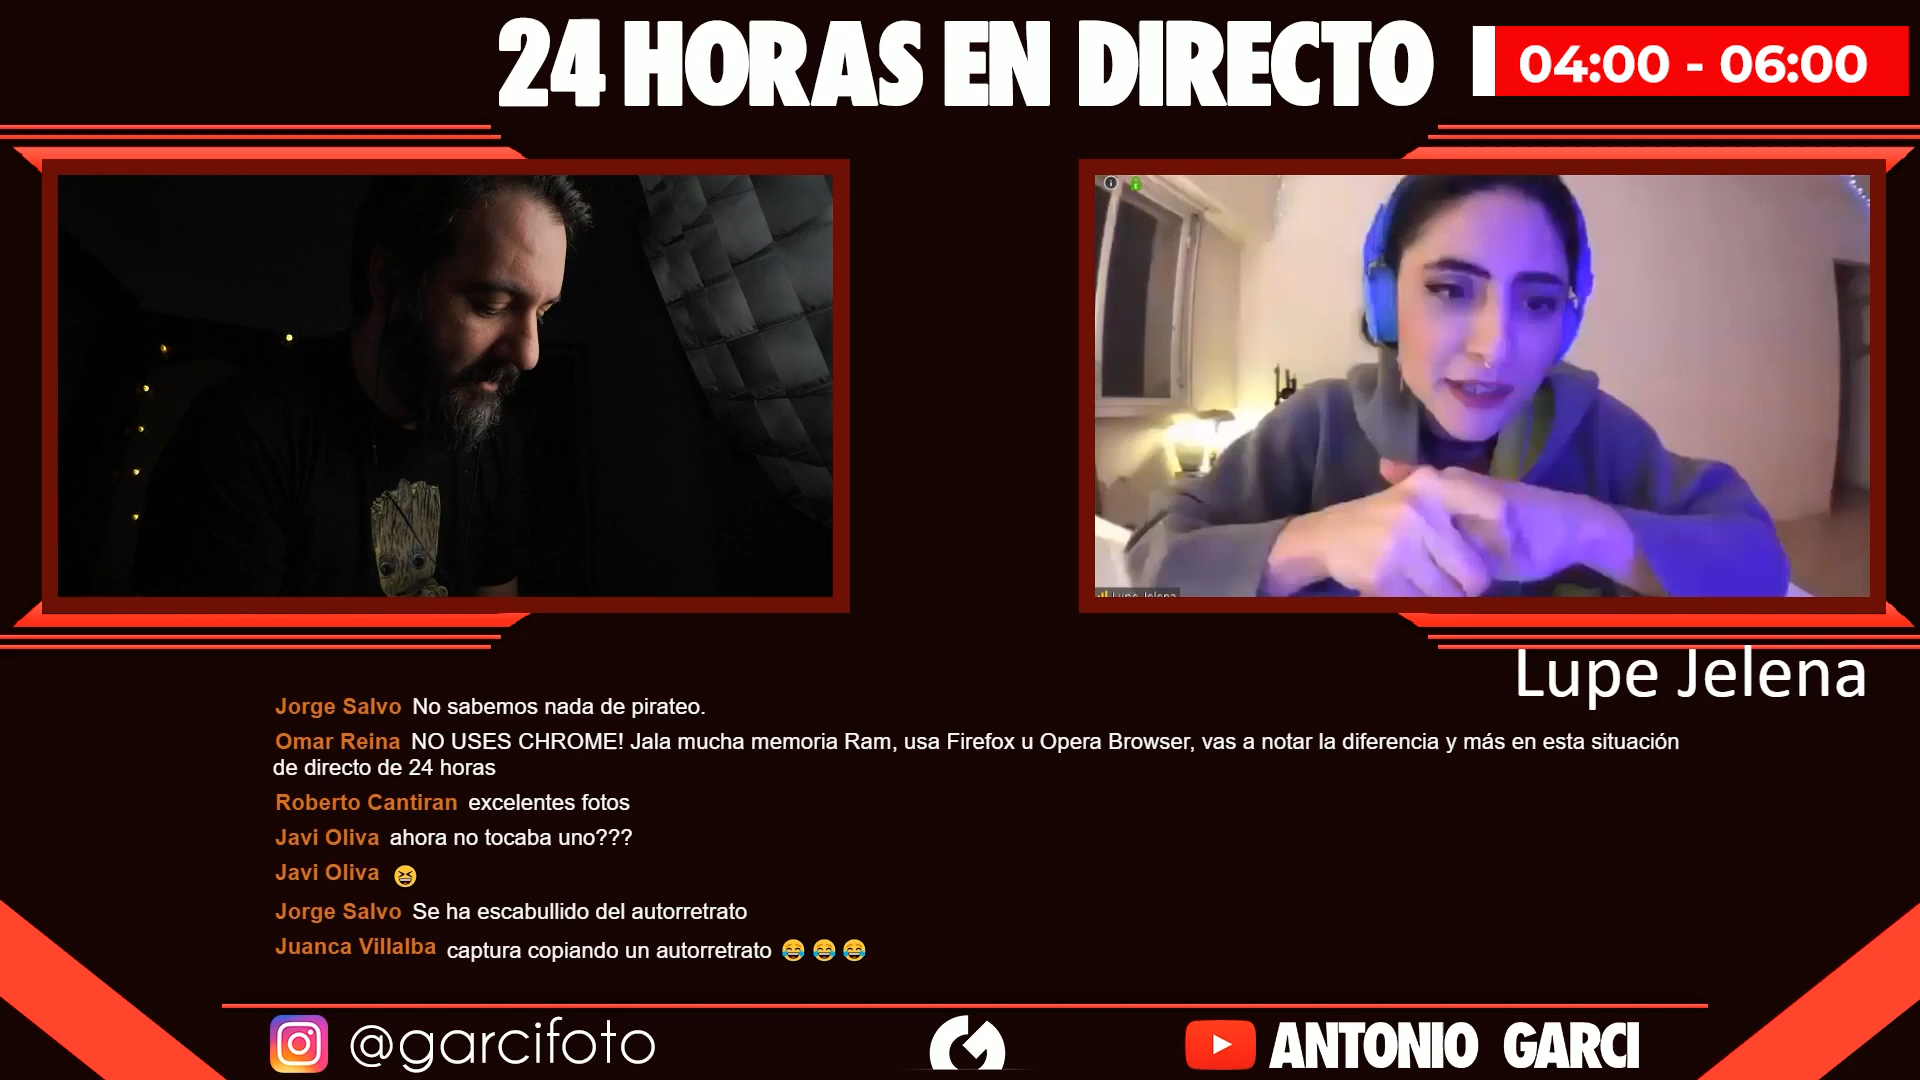 24 HORAS EN DIRECTO
04:00 - 06:00
Lupe Jelena
Lupe Jelena
Jorge Salvo No sabemos nada de pirateo.
Omar Reina NO USES CHROME! Jala mucha memoria Ram, usa Firefox u Opera Browser, vas a notar la diferencia y más en esta situación
de directo de 24 horas
Roberto Cantiran excelentes fotos
Javi Oliva ahora no tocaba uno???
Javi Oliva 😆
Jorge Salvo Se ha escabullido del autorretrato
Juanca Villalba captura copiando un autorretrato 😂 😂 😂
@garcifoto
ANTONIO GARCI